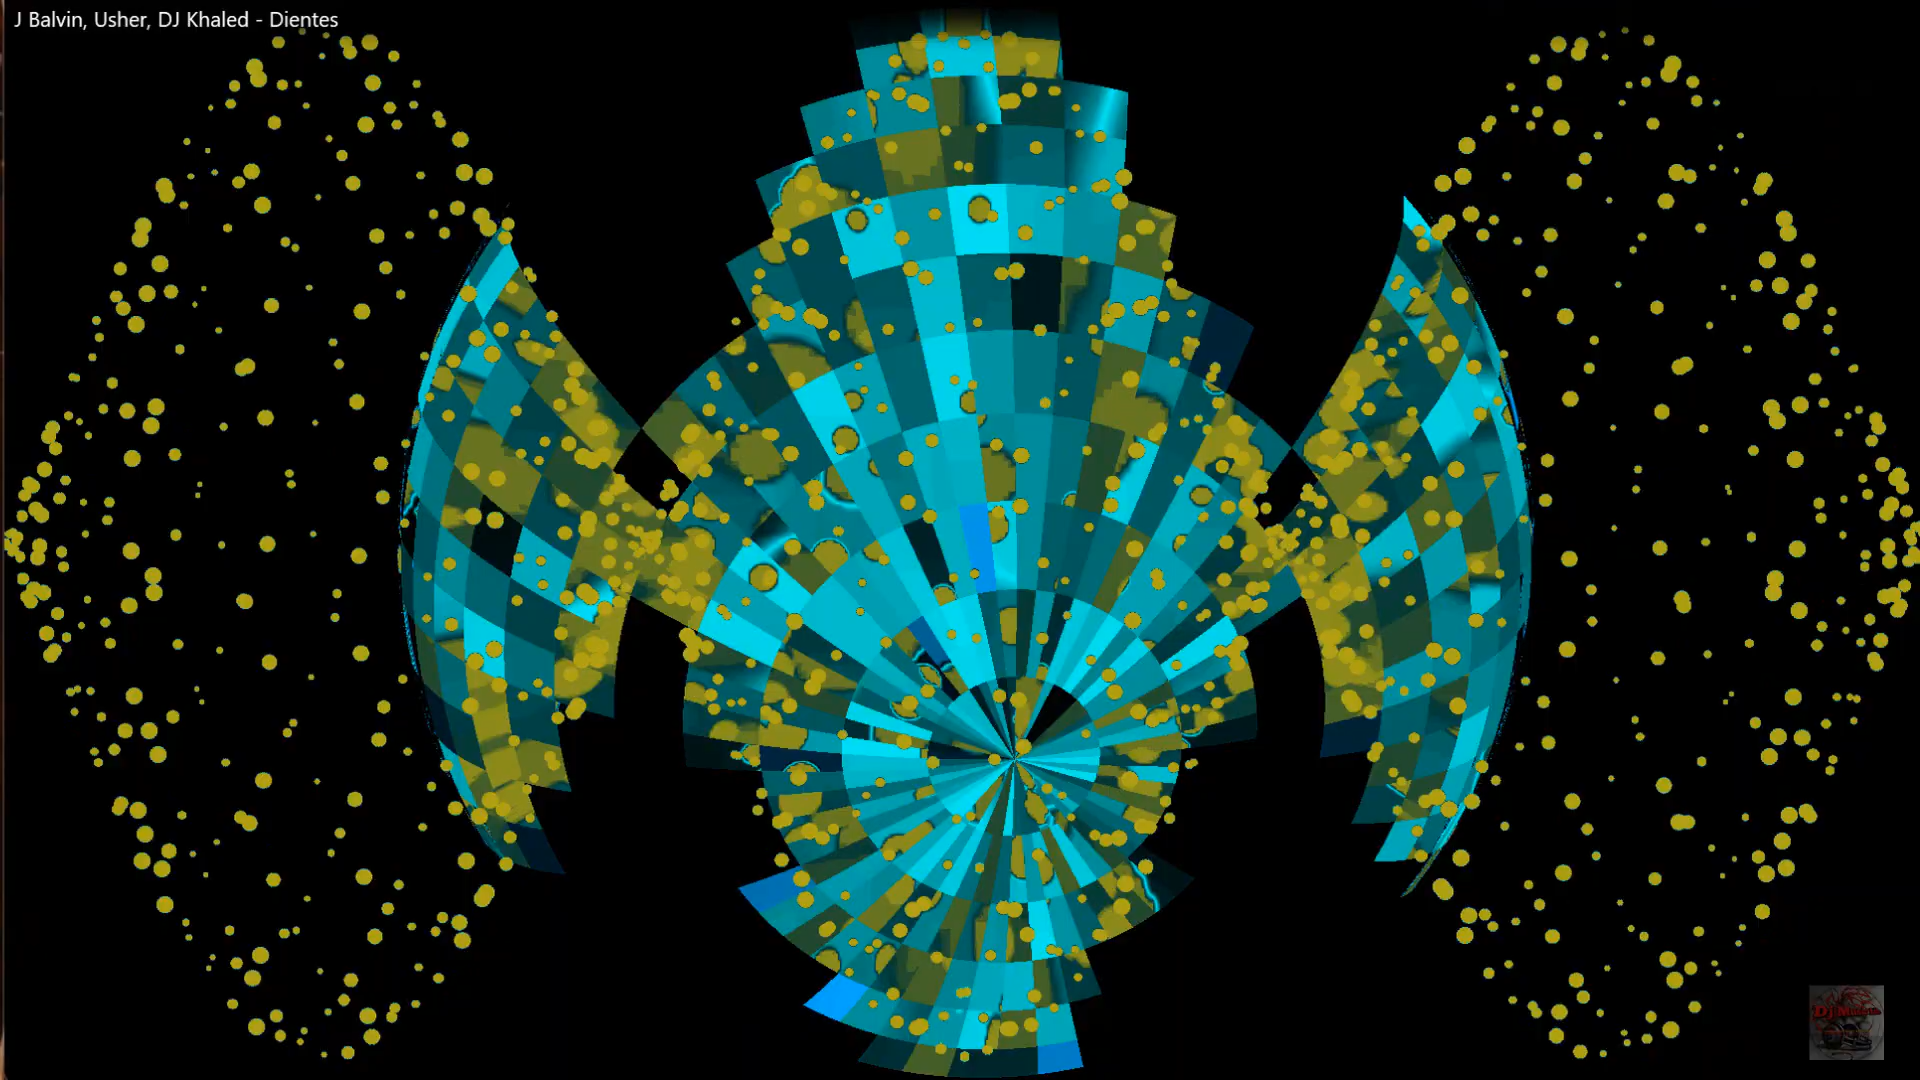 J Balvin, Usher, DJ Khaled - Dientes